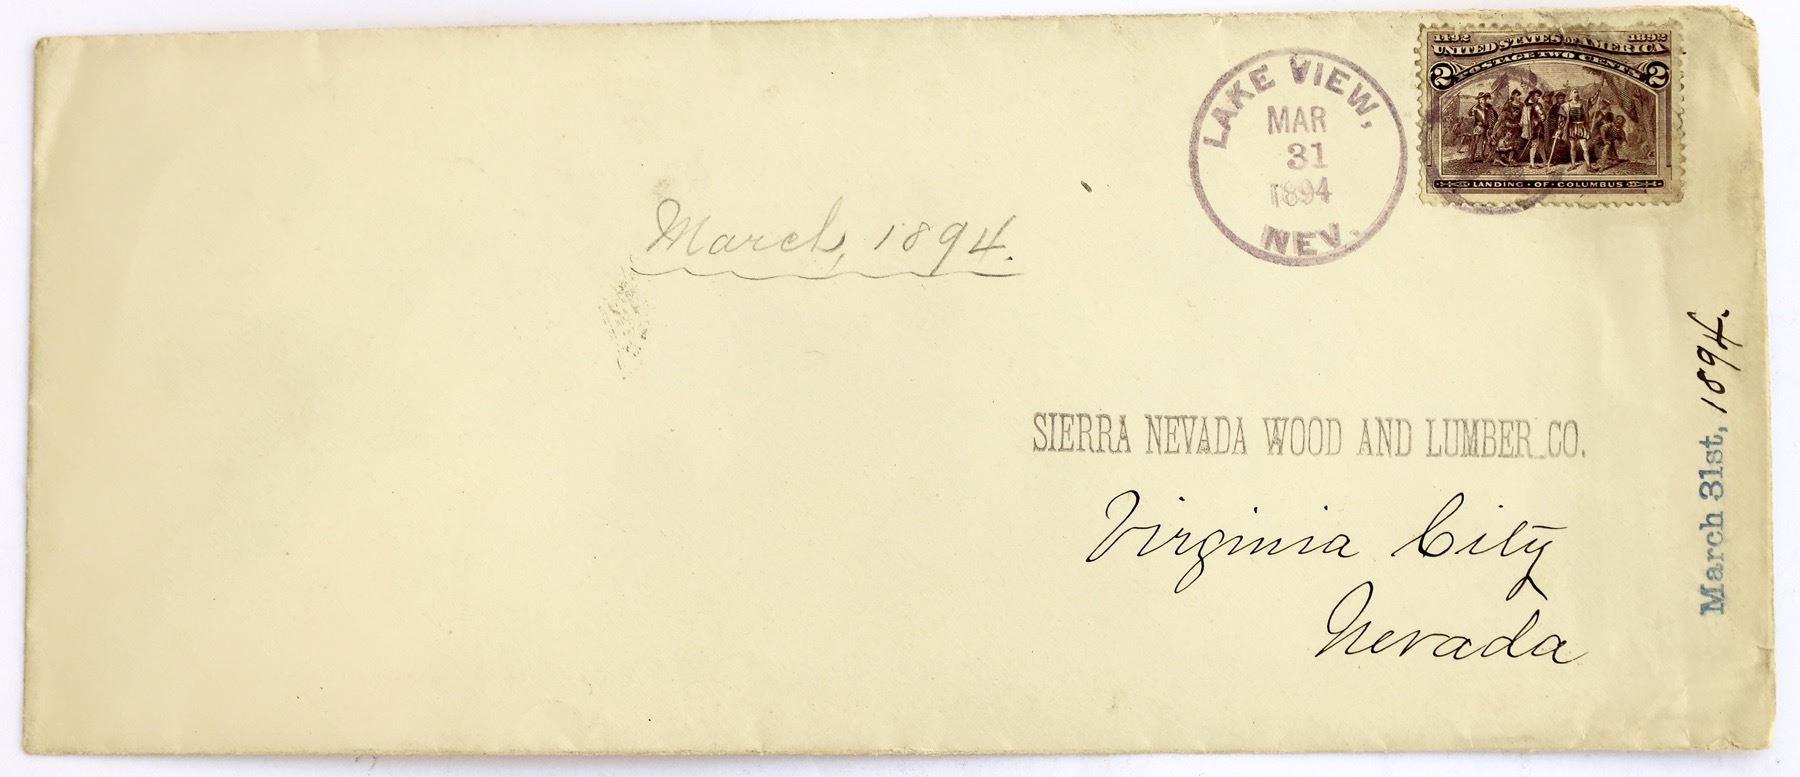 1492 1892
UNITED STATES OF AMERICA
2 POSTAGE TWO CENTS 2
LANDING · OF · COLUMBUS
LAKE VIEW,
MAR
31
1894
NEV.
March, 1894.
SIERRA NEVADA WOOD AND LUMBER CO.
Virginia City
Nevada
March 31st, 1894.